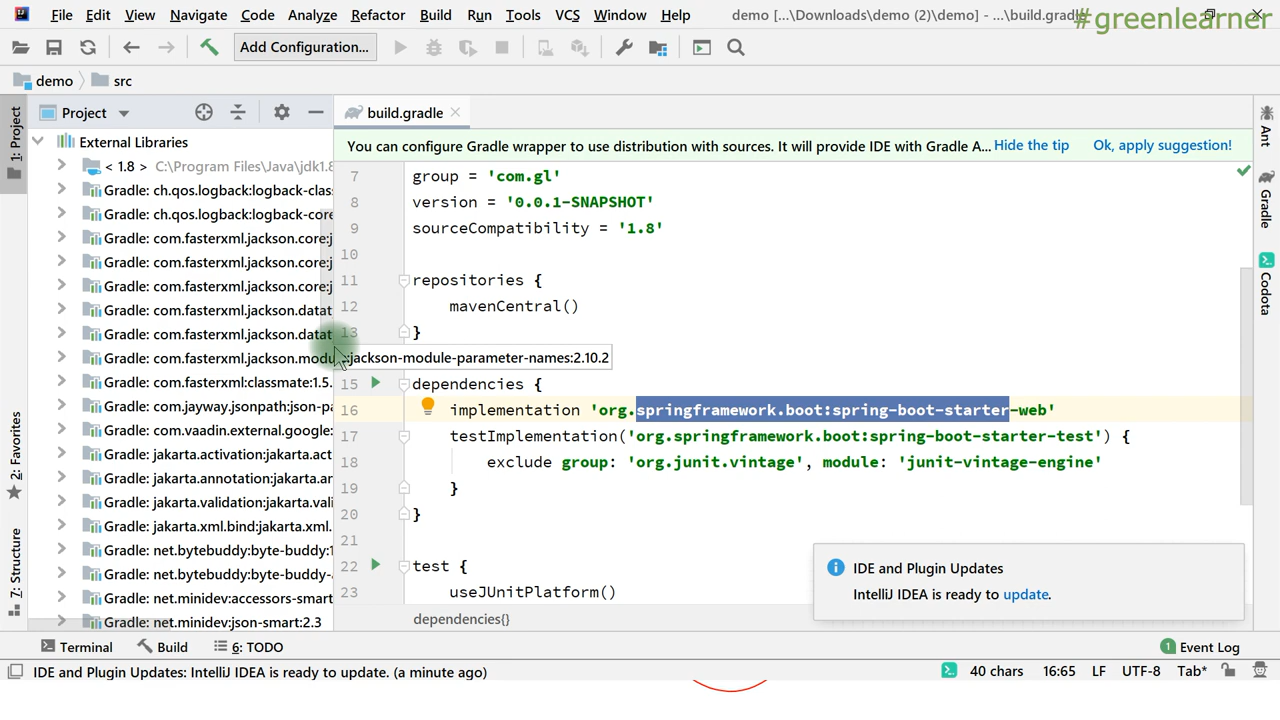 File Edit View Navigate Code Analyze Refactor Build Run Tools VCS Window Help demo [...\Downloads\demo (2)\demo] - ...\build.gradle
#greenlearner
Add Configuration...
demo src
Project build.gradle
1: Project
2: Favorites
7: Structure
External Libraries
< 1.8 > C:\Program Files\Java\jdk1.8
Gradle: ch.qos.logback:logback-clas
Gradle: ch.qos.logback:logback-core
Gradle: com.fasterxml.jackson.core:j
Gradle: com.fasterxml.jackson.core:j
Gradle: com.fasterxml.jackson.core:j
Gradle: com.fasterxml.jackson.datat
Gradle: com.fasterxml.jackson.datat
Gradle: com.fasterxml.jackson.module:jackson-module-parameter-names:2.10.2
Gradle: com.fasterxml:classmate:1.5.
Gradle: com.jayway.jsonpath:json-pa
Gradle: com.vaadin.external.google:
Gradle: jakarta.activation:jakarta.act
Gradle: jakarta.annotation:jakarta.an
Gradle: jakarta.validation:jakarta.vali
Gradle: jakarta.xml.bind:jakarta.xml.
Gradle: net.bytebuddy:byte-buddy:1
Gradle: net.bytebuddy:byte-buddy-
Gradle: net.minidev:accessors-smart
Gradle: net.minidev:json-smart:2.3
You can configure Gradle wrapper to use distribution with sources. It will provide IDE with Gradle A... Hide the tip Ok, apply suggestion!
7 group = 'com.gl'
8 version = '0.0.1-SNAPSHOT'
9 sourceCompatibility = '1.8'
10
11 repositories {
12 mavenCentral()
13 }
15 dependencies {
16 implementation 'org.springframework.boot:spring-boot-starter-web'
17 testImplementation('org.springframework.boot:spring-boot-starter-test') {
18 exclude group: 'org.junit.vintage', module: 'junit-vintage-engine'
19 }
20 }
21
22 test {
23 useJUnitPlatform()
dependencies{}
IDE and Plugin Updates
IntelliJ IDEA is ready to update.
Ant
Gradle
Codota
Terminal Build 6: TODO 1 Event Log
IDE and Plugin Updates: IntelliJ IDEA is ready to update. (a minute ago) 40 chars 16:65 LF UTF-8 Tab*